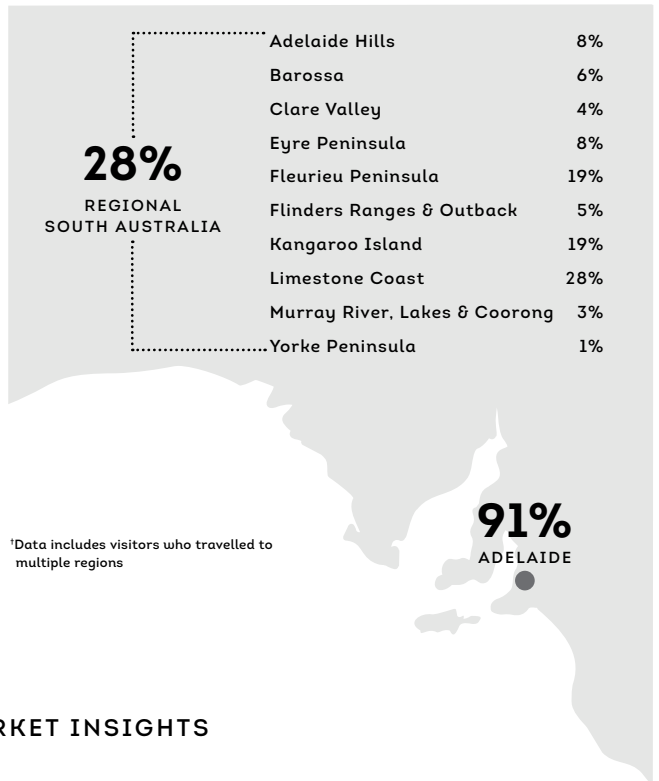 Adelaide Hills 8%
Barossa 6%
Clare Valley 4%
Eyre Peninsula 8%
Fleurieu Peninsula 19%
Flinders Ranges & Outback 5%
Kangaroo Island 19%
Limestone Coast 28%
Murray River, Lakes & Coorong 3%
Yorke Peninsula 1%
28%
REGIONAL
SOUTH AUSTRALIA
91%
ADELAIDE
†Data includes visitors who travelled to
multiple regions
INSIGHTS